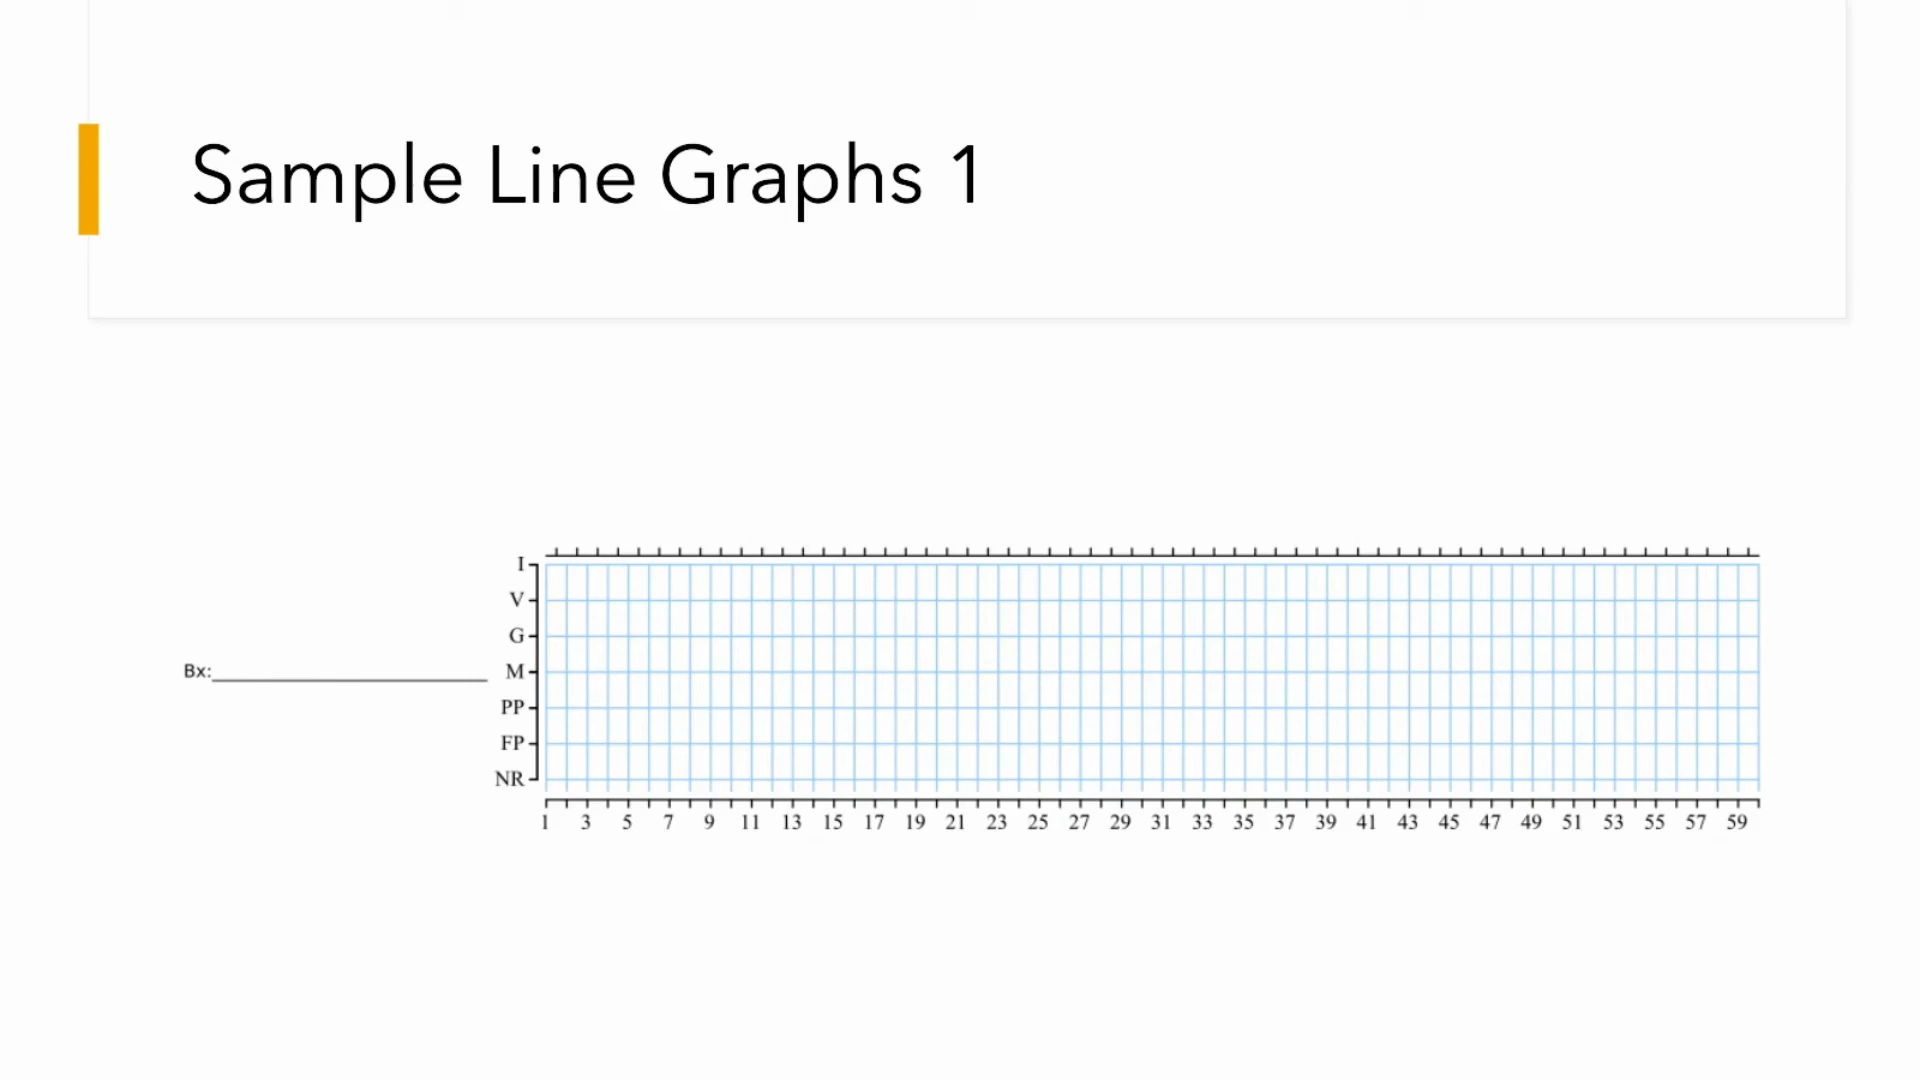 Sample Line Graphs 1
I
V
G
Bx: M
PP
FP
NR
1 3 5 7 9 11 13 15 17 19 21 23 25 27 29 31 33 35 37 39 41 43 45 47 49 51 53 55 57 59